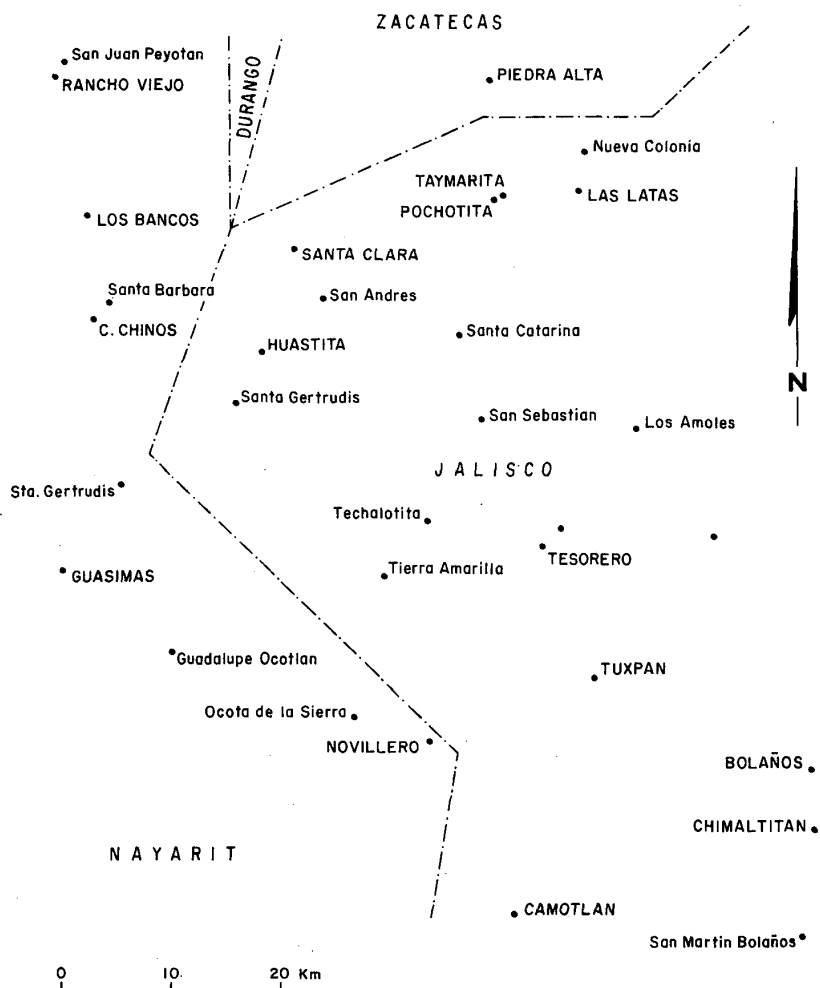 ZACATECAS
San Juan Peyotan
RANCHO VIEJO
DURANGO
PIEDRA ALTA
Nueva Colonia
TAYMARITA
POCHOTITA
LAS LATAS
LOS BANCOS
SANTA CLARA
Santa Barbara
San Andres
C. CHINOS
HUASTITA
Santa Catarina
N
Santa Gertrudis
San Sebastian
Los Amoles
JALISCO
Sta. Gertrudis
Techalotita
TESORERO
GUASIMAS
Tierra Amarilla
Guadalupe Ocotlan
TUXPAN
Ocota de la Sierra
NOVILLERO
BOLAÑOS
CHIMALTITAN
NAYARIT
CAMOTLAN
San Martin Bolaños
0 10 20 Km